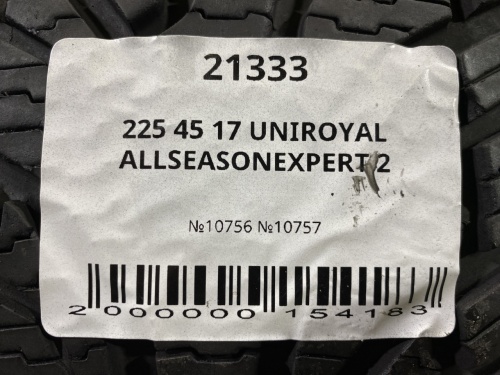 21333
225 45 17 UNIROYAL
ALLSEASONEXPERT 2
№10756 №10757
2 000000 154183